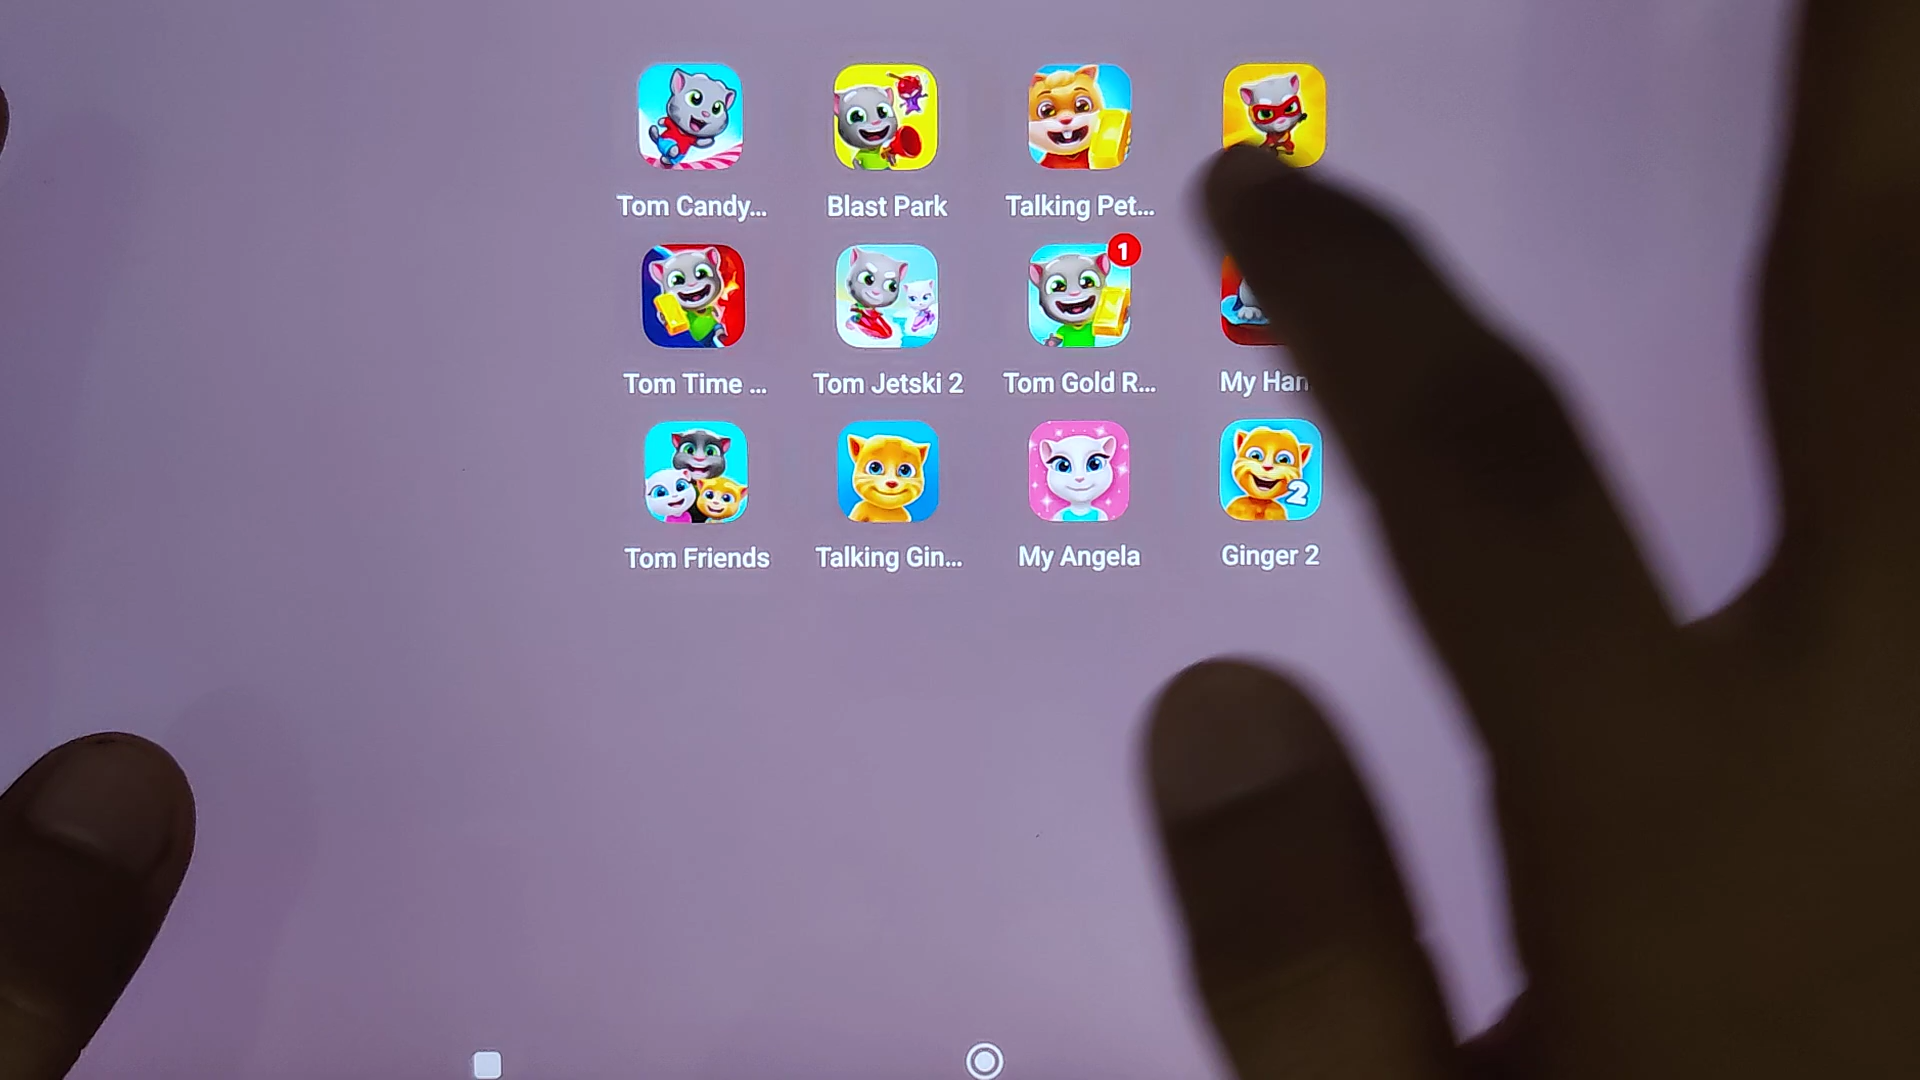 Tom Candy...
Blast Park
Talking Pet...
1
Tom Time ...
Tom Jetski 2
Tom Gold R...
My Han
2
Tom Friends
Talking Gin...
My Angela
Ginger 2